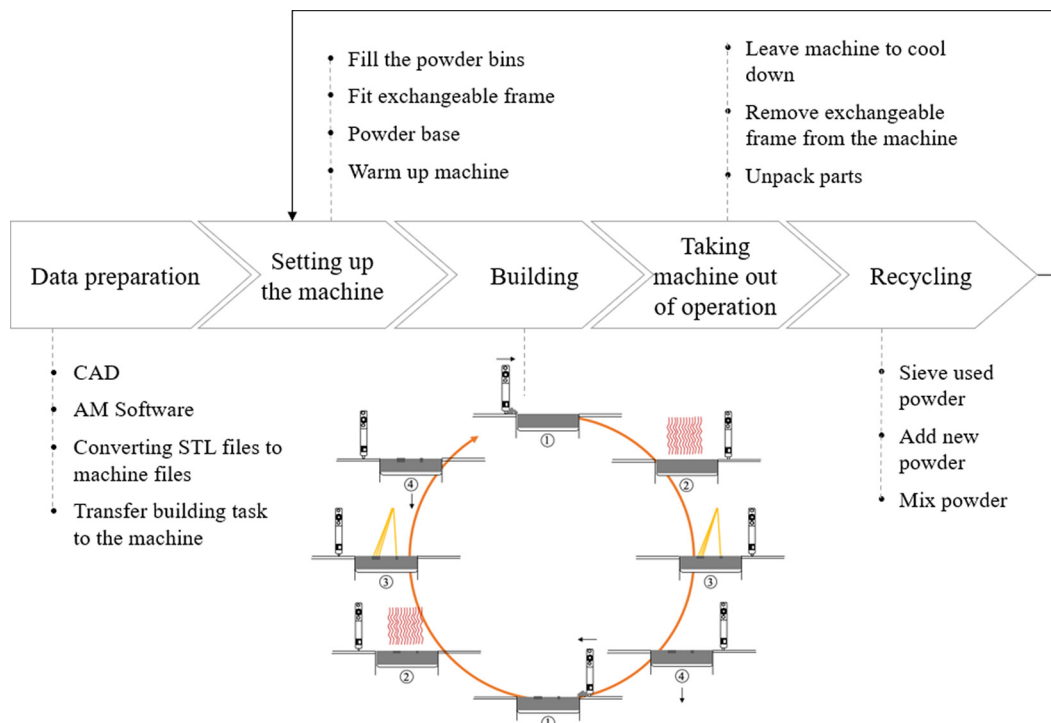 • Fill the powder bins
• Fit exchangeable frame
• Powder base
• Warm up machine
• Leave machine to cool
down
• Remove exchangeable
frame from the machine
• Unpack parts
Data preparation
Setting up
the machine
Building
Taking
machine out
of operation
Recycling
• CAD
• AM Software
• Converting STL files to
machine files
• Transfer building task
to the machine
①
②
③
④
①
②
③
④
• Sieve used
powder
• Add new
powder
• Mix powder